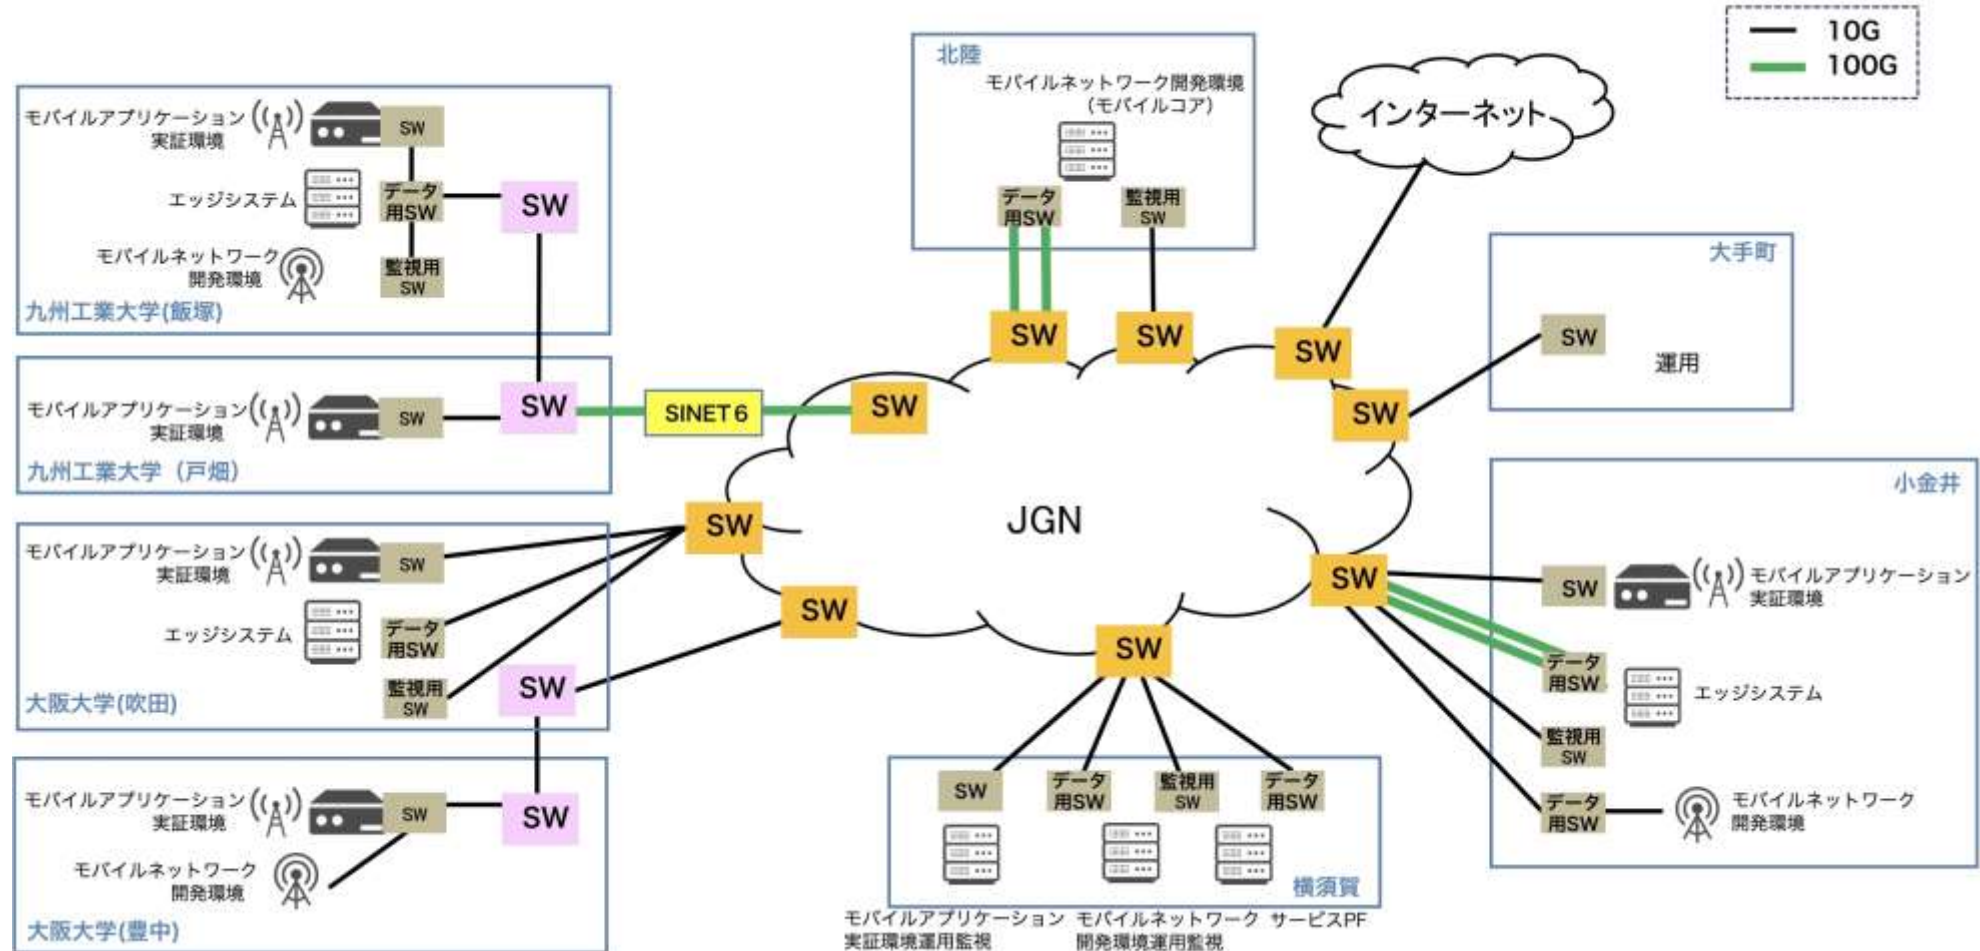 10G
100G
北陸
モバイルネットワーク開発環境
（モバイルコア）
データ
用SW
監視用
SW
インターネット
モバイルアプリケーション
実証環境
SW
エッジシステム
データ
用SW
SW
モバイルネットワーク
開発環境
監視用
SW
九州工業大学(飯塚)
モバイルアプリケーション
実証環境
SW
SW
SINET6
九州工業大学（戸畑）
SW
SW
SW
SW
SW
大手町
SW
運用
JGN
SW
SW
SW
SW
モバイルアプリケーション
実証環境
SW
エッジシステム
データ
用SW
監視用
SW
SW
大阪大学(吹田)
モバイルアプリケーション
実証環境
SW
SW
モバイルネットワーク
開発環境
大阪大学(豊中)
小金井
SW
モバイルアプリケーション
実証環境
データ
用SW
エッジシステム
監視用
SW
データ
用SW
モバイルネットワーク
開発環境
SW
データ
用SW
監視用
SW
データ
用SW
横須賀
モバイルアプリケーション
実証環境運用監視
モバイルネットワーク
開発環境運用監視
サービスPF